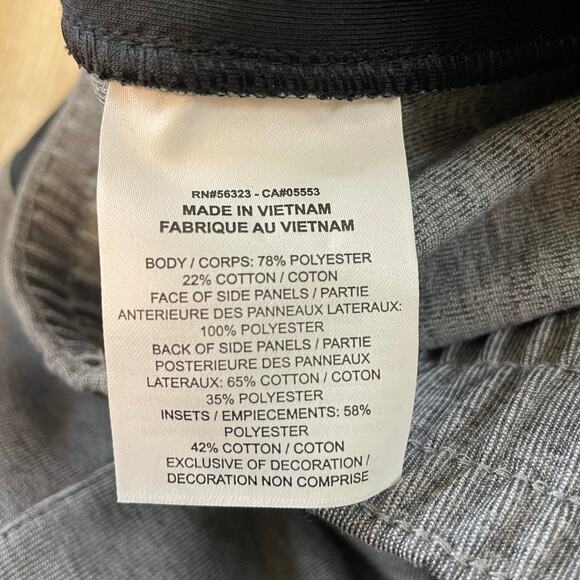 RN#56323 - CA#05553
MADE IN VIETNAM
FABRIQUE AU VIETNAM
BODY / CORPS: 78% POLYESTER
22% COTTON / COTON
FACE OF SIDE PANELS / PARTIE
ANTERIEURE DES PANNEAUX LATERAUX:
100% POLYESTER
BACK OF SIDE PANELS / PARTIE
POSTERIEURE DES PANNEAUX
LATERAUX: 65% COTTON / COTON
35% POLYESTER
INSETS / EMPIECEMENTS: 58%
POLYESTER
42% COTTON / COTON
EXCLUSIVE OF DECORATION /
DECORATION NON COMPRISE